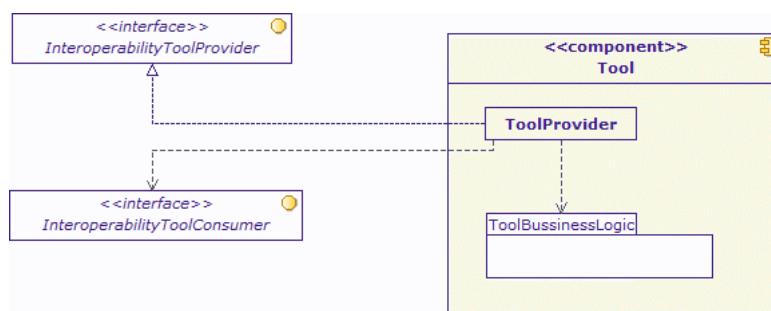 <<interface>>
InteroperabilityToolProvider
<<component>>
Tool
ToolProvider
<<interface>>
InteroperabilityToolConsumer
ToolBussinessLogic